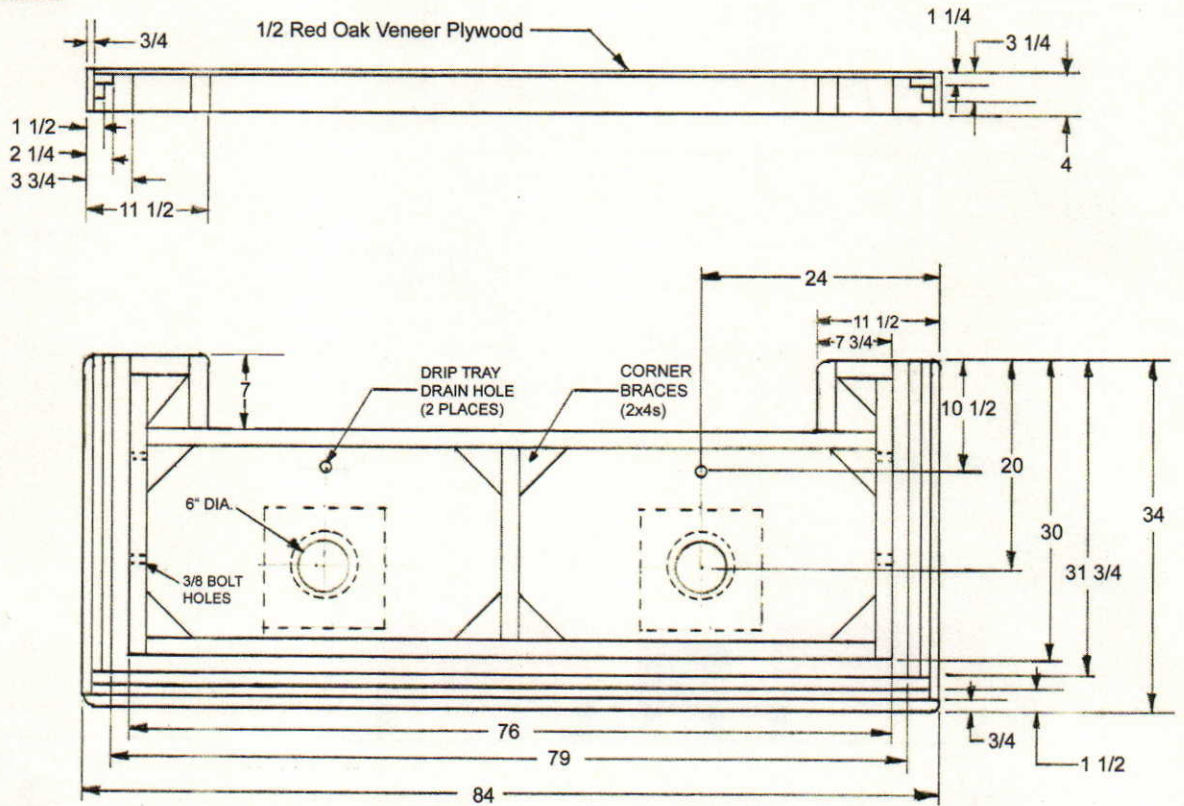 3/4
1/2 Red Oak Veneer Plywood
1 1/4
3 1/4
1 1/2
2 1/4
3 3/4
11 1/2
4
24
11 1/2
7 3/4
7
DRIP TRAY
DRAIN HOLE
(2 PLACES)
CORNER
BRACES
(2x4s)
10 1/2
20
6" DIA.
30
34
31 3/4
3/8 BOLT
HOLES
76
3/4
79
1 1/2
84